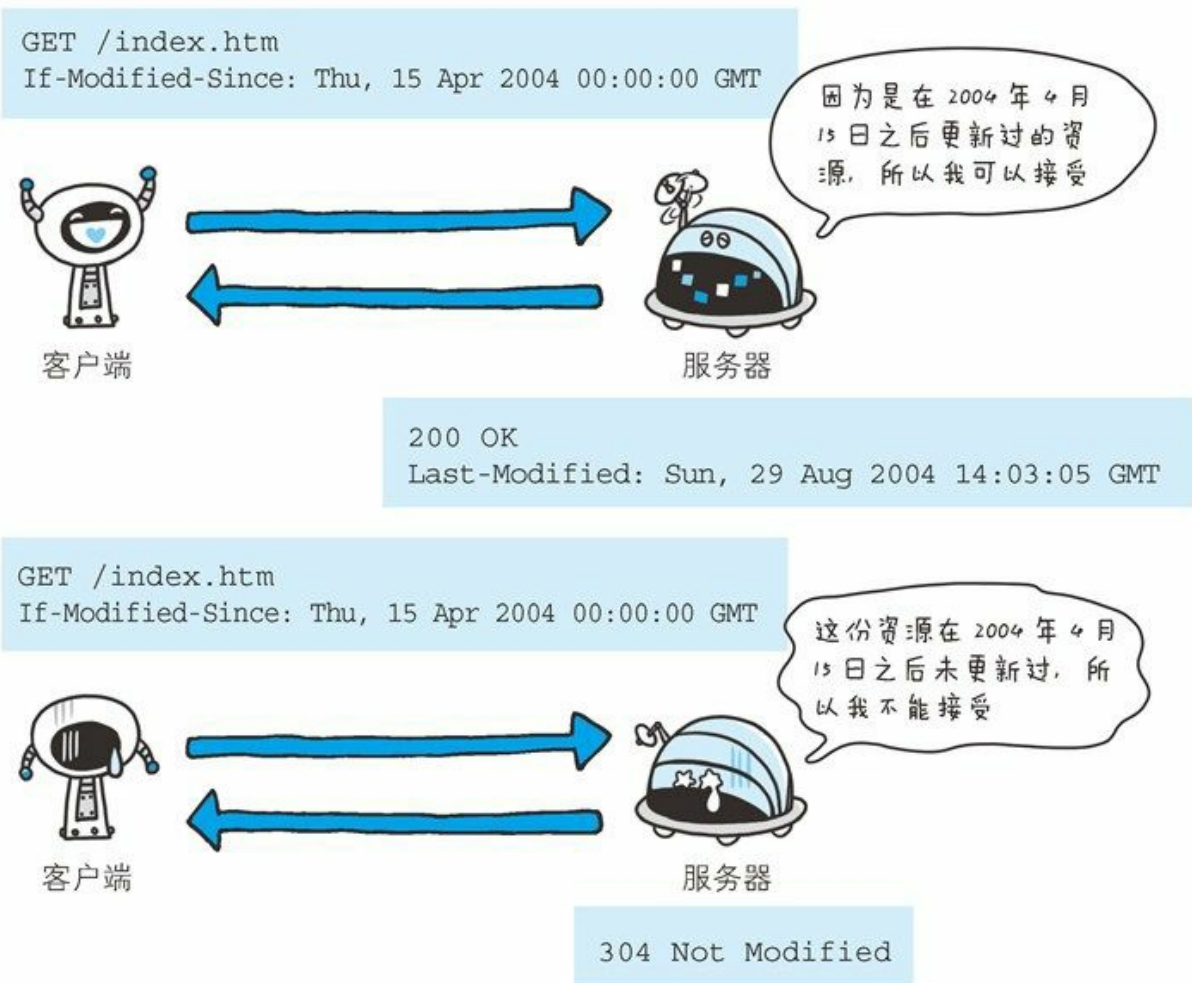 GET /index.htm
If-Modified-Since: Thu, 15 Apr 2004 00:00:00 GMT
因为是在 2004 年 4 月
15 日之后更新过的资
源，所以我可以接受
客户端
服务器
200 OK
Last-Modified: Sun, 29 Aug 2004 14:03:05 GMT
GET /index.htm
If-Modified-Since: Thu, 15 Apr 2004 00:00:00 GMT
这份资源在 2004 年 4 月
15 日之后未更新过，所
以我不能接受
客户端
服务器
304 Not Modified